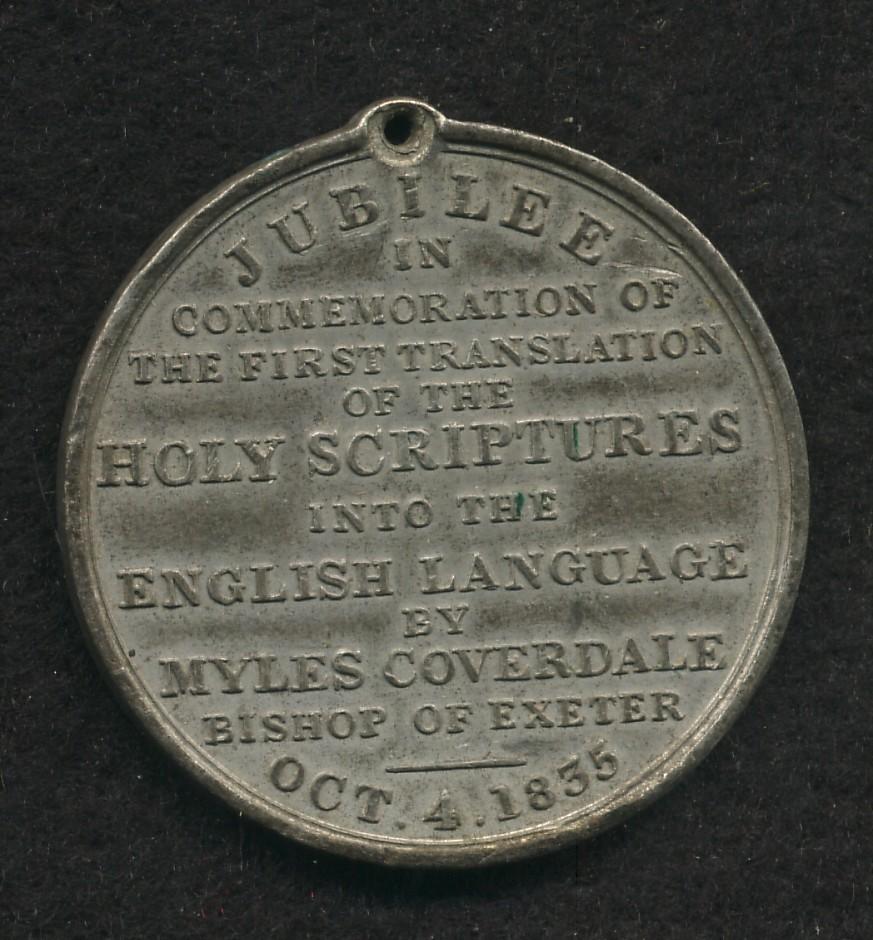 JUBILEE
IN
COMMEMORATION OF
THE FIRST TRANSLATION
OF THE
HOLY SCRIPTURES
INTO THE
ENGLISH LANGUAGE
BY
MYLES COVERDALE
BISHOP OF EXETER
OCT. 4. 1835